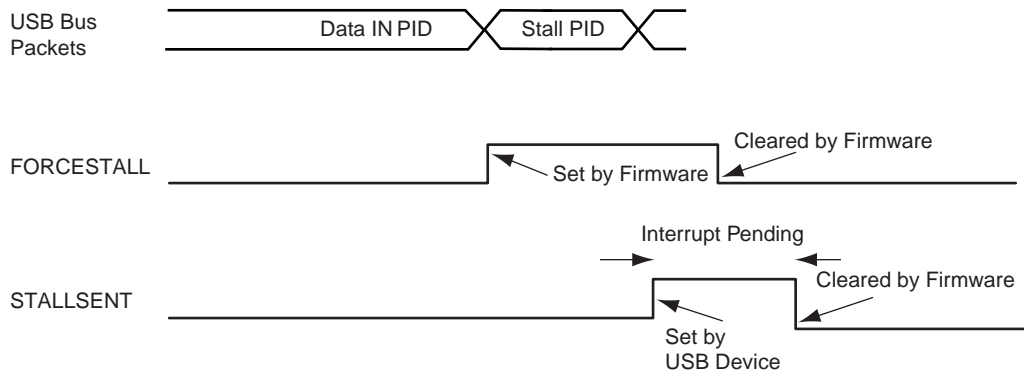 USB Bus
Packets
Data IN PID
Stall PID
FORCESTALL
Set by Firmware
Cleared by Firmware
Interrupt Pending
STALLSENT
Cleared by Firmware
Set by
USB Device